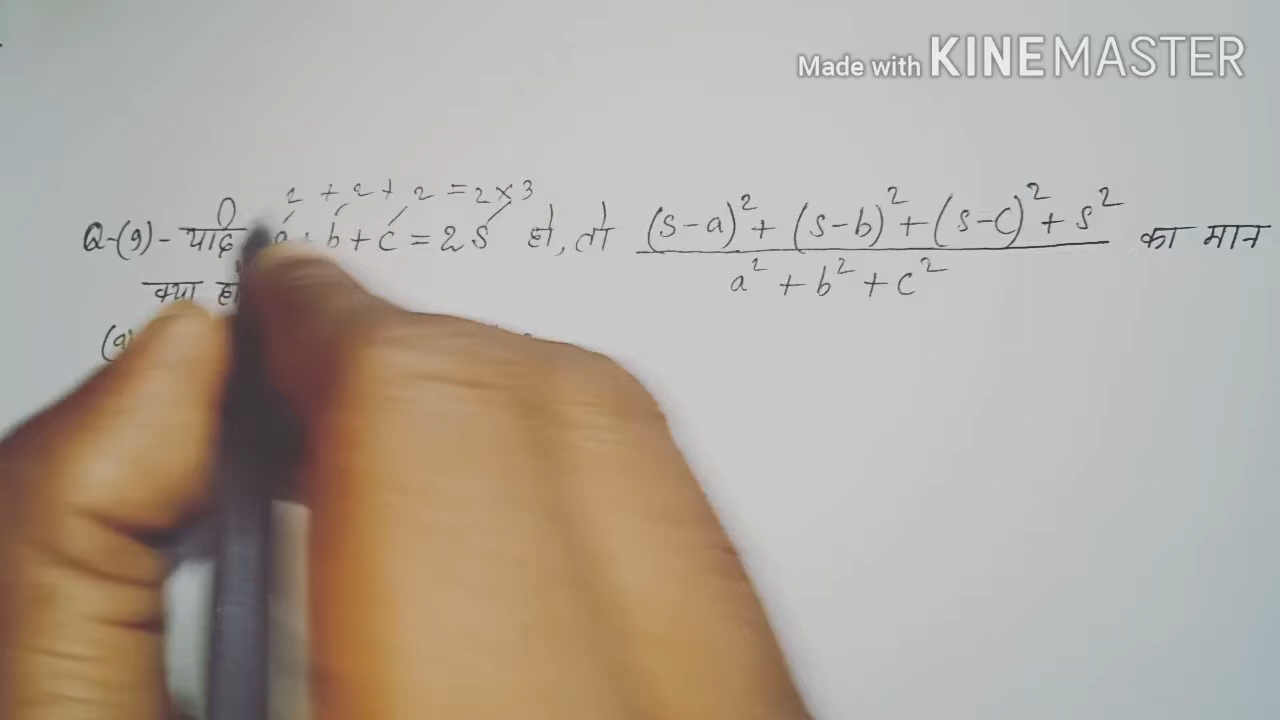 Made with KINEMASTER
2 + 2 + 2 = 2 × 3
Q-(9) - यदि a + b + c = 2s हो, तो (s-a)² + (s-b)² + (s-c)² + s² का मान
a² + b² + c²
क्या
(a)